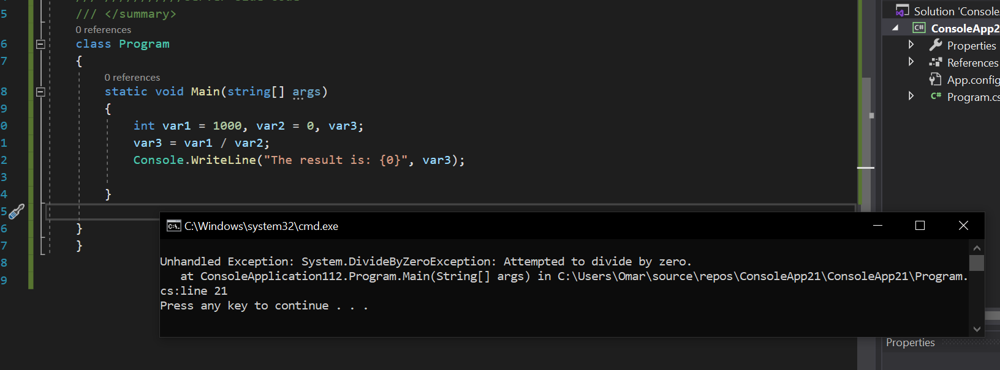 5 /// </summary>
0 references
6 class Program
7 {
0 references
8 static void Main(string[] args)
9 {
0 int var1 = 1000, var2 = 0, var3;
1 var3 = var1 / var2;
2 Console.WriteLine("The result is: {0}", var3);
3
4 }
5
6 }
7 }
8
9
C:\Windows\system32\cmd.exe
Unhandled Exception: System.DivideByZeroException: Attempted to divide by zero.
at ConsoleApplication112.Program.Main(String[] args) in C:\Users\Omar\source\repos\ConsoleApp21\ConsoleApp21\Program.
cs:line 21
Press any key to continue . . .
Solution 'Console
C# ConsoleApp2
Properties
References
App.config
C# Program.cs
Properties